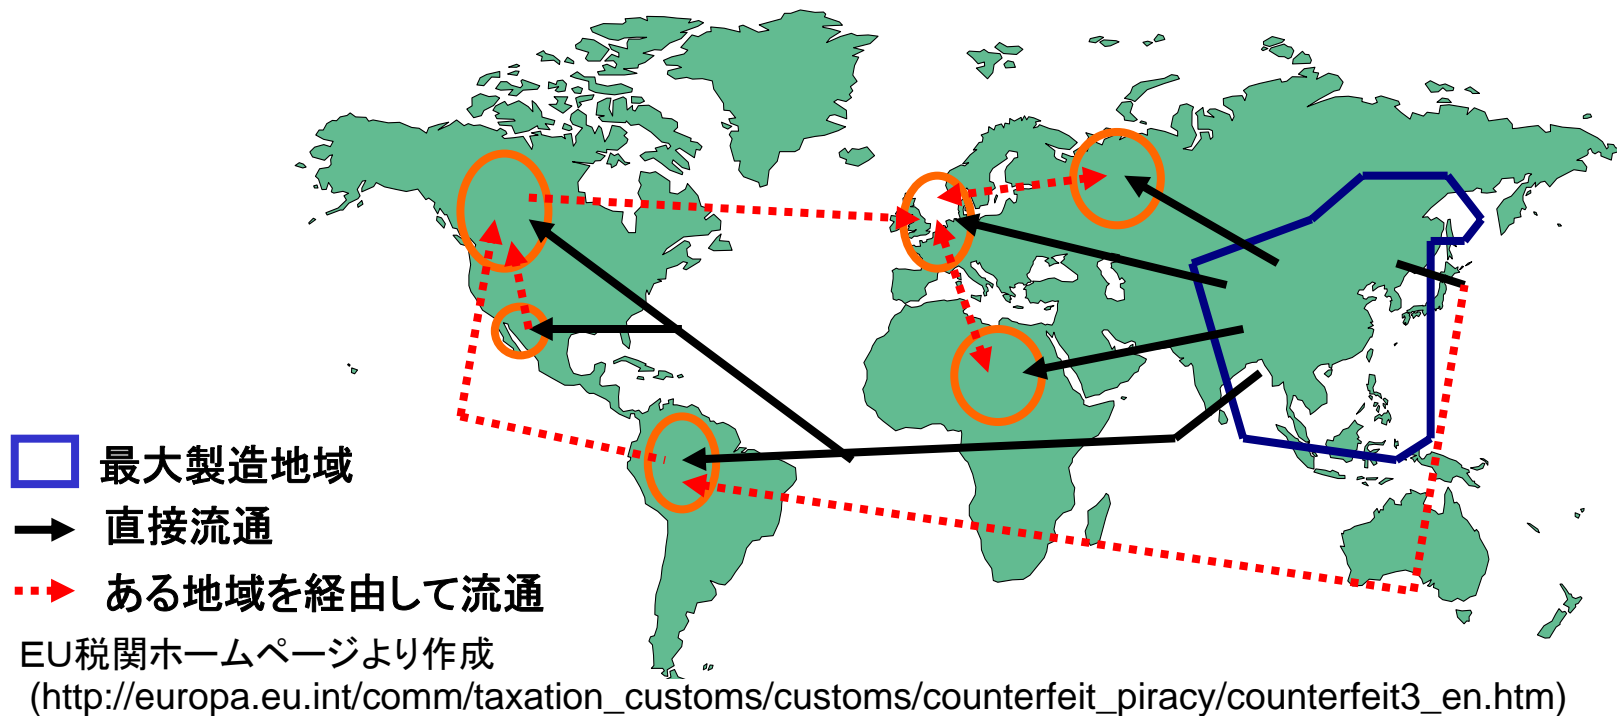 最大製造地域
直接流通
ある地域を経由して流通
EU税関ホームページより作成
(http://europa.eu.int/comm/taxation_customs/customs/counterfeit_piracy/counterfeit3_en.htm)